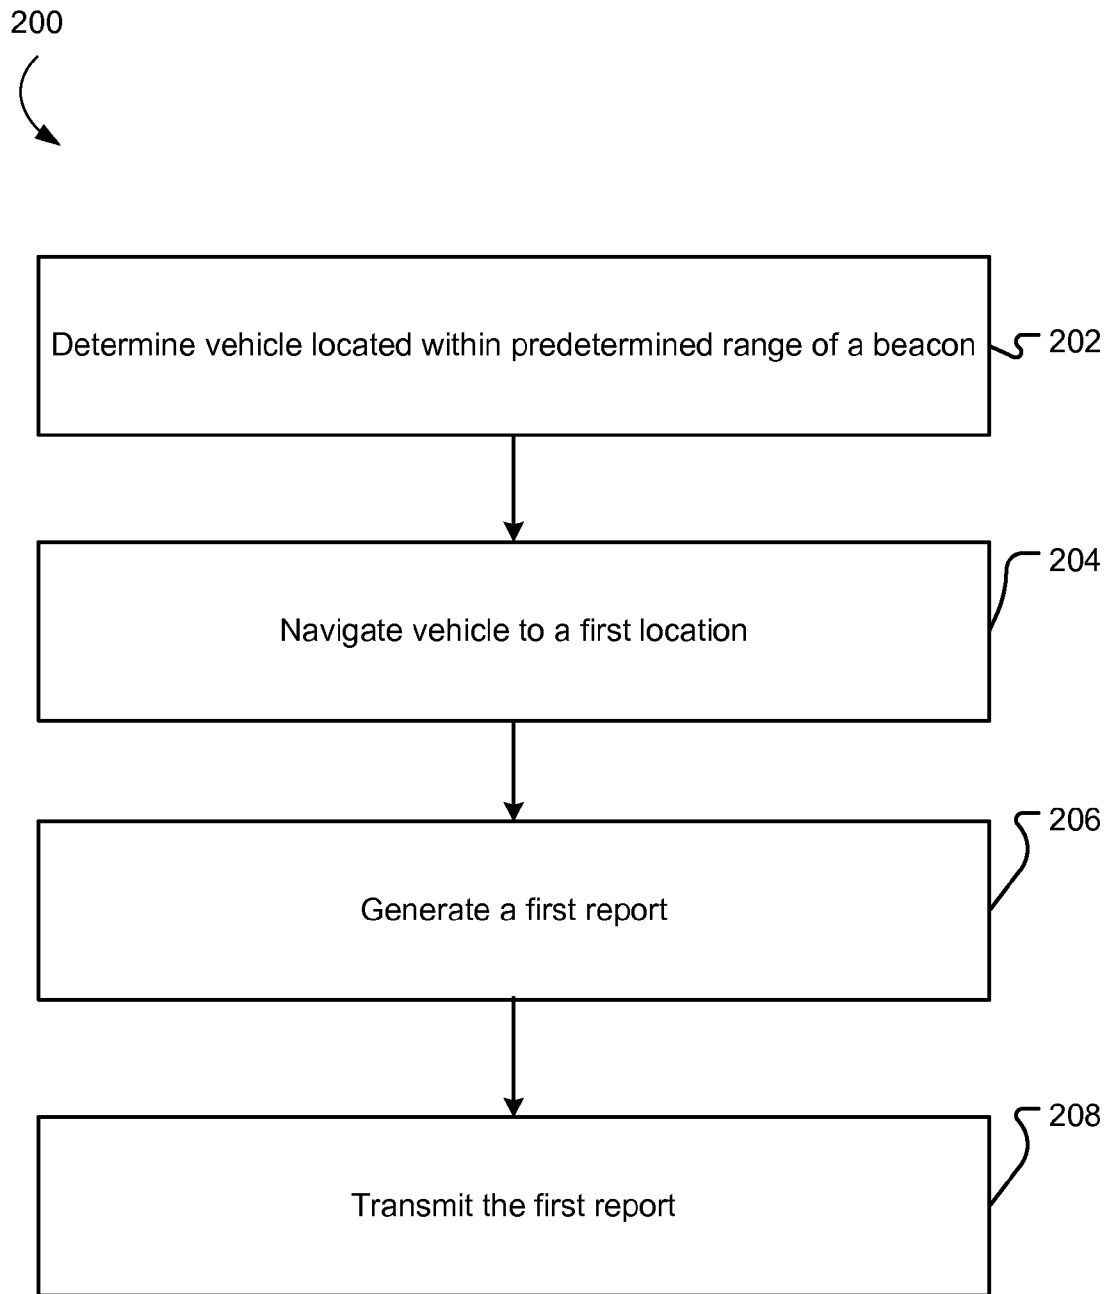 200
Determine vehicle located within predetermined range of a beacon
202
204
Navigate vehicle to a first location
206
Generate a first report
208
Transmit the first report